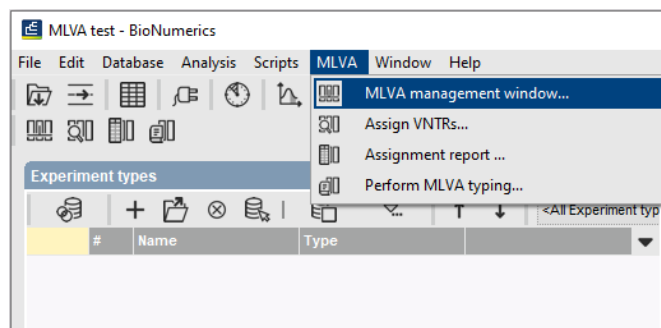 MLVA test - BioNumerics
File Edit Database Analysis Scripts MLVA Window Help
MLVA management window...
Assign VNTRs...
Assignment report ...
Perform MLVA typing...
Experiment types
<All Experiment typ
# Name Type